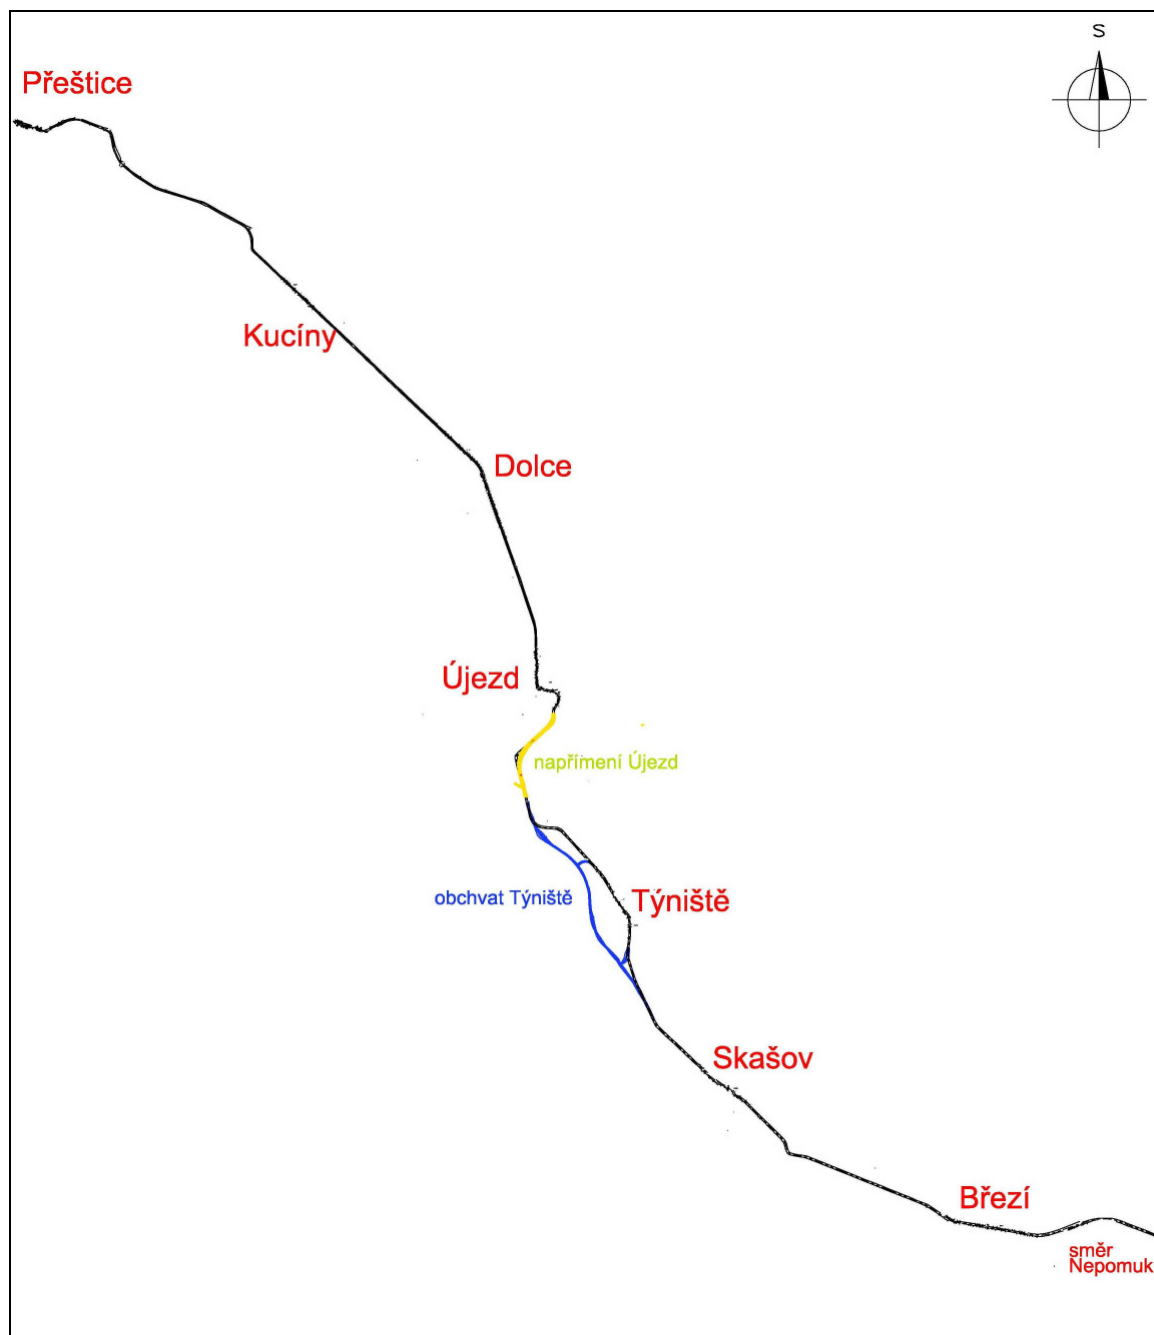 S
Přeštice
Kucíny
Dolce
Újezd
napřímení Újezd
obchvat Týniště
Týniště
Skašov
Březí
směr
Nepomuk